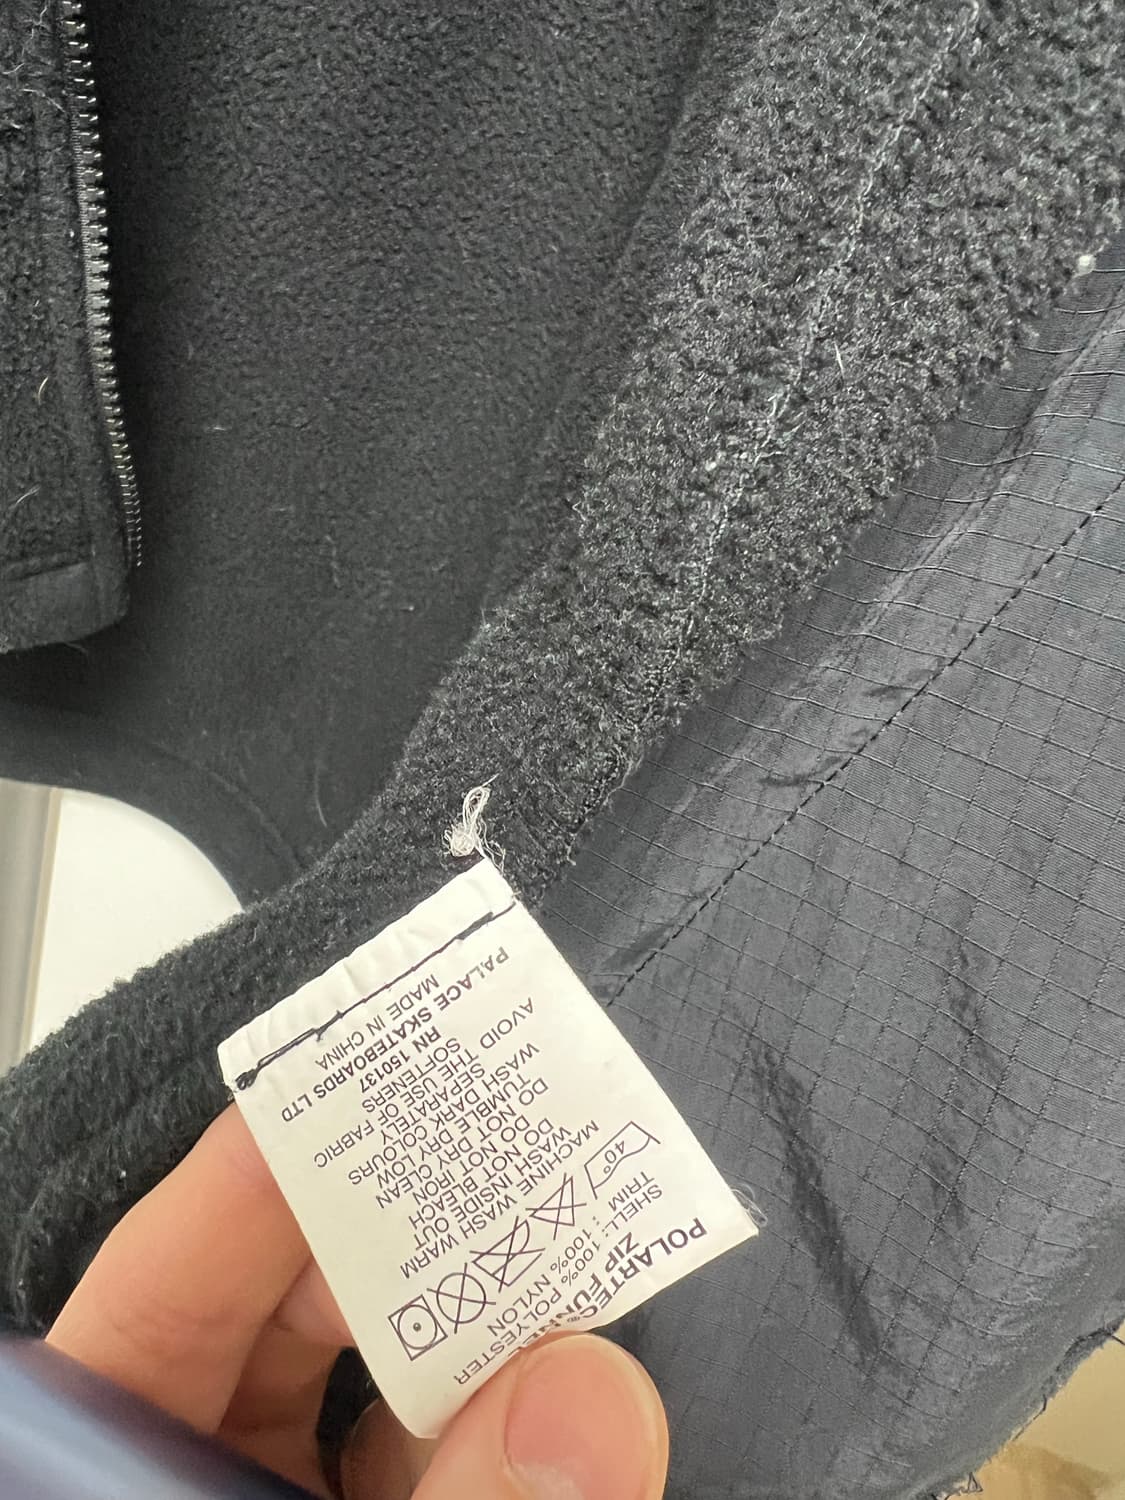 POLARTEC®
ZIP FUNNEL
SHELL: 100% POLYESTER
TRIM : 100% NYLON
40°
MACHINE WASH WARM
WASH INSIDE OUT
DO NOT BLEACH
DO NOT IRON
DO NOT DRY CLEAN
TUMBLE DRY LOW
WASH DARK COLOURS
SEPARATELY
AVOID THE USE OF FABRIC
SOFTENERS
RN 150137
PALACE SKATEBOARDS LTD
MADE IN CHINA